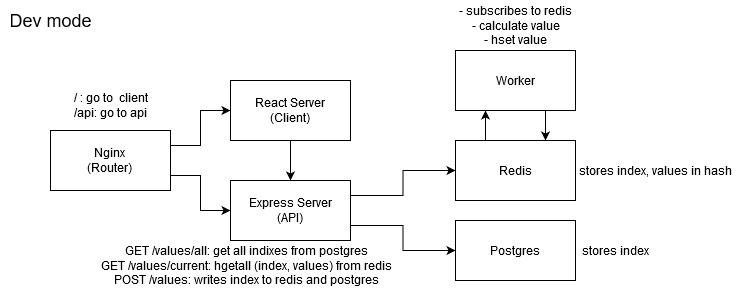 Dev mode
- subscribes to redis
- calculate value
- hset value
Worker
/ : go to client
/api: go to api
React Server
(Client)
Nginx
(Router)
Redis
stores index, values in hash
Express Server
(API)
Postgres
stores index
GET /values/all: get all indixes from postgres
GET /values/current: hgetall (index, values) from redis
POST /values: writes index to redis and postgres